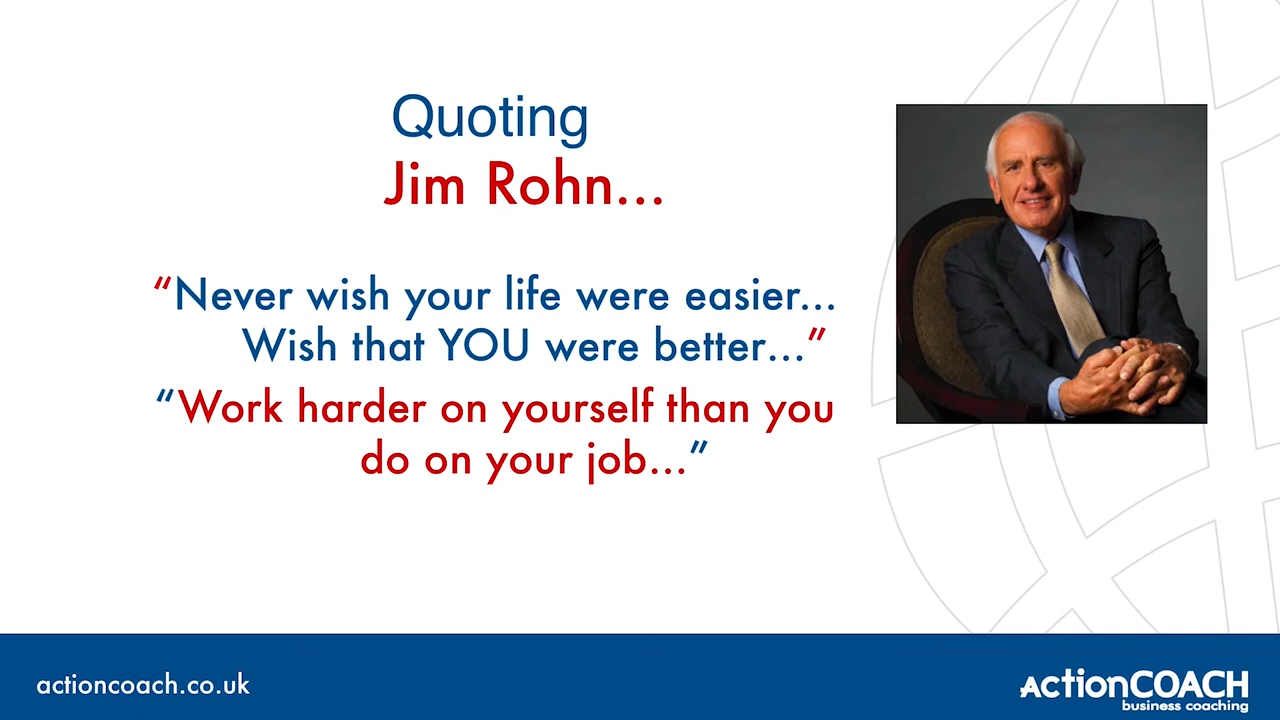 Quoting
Jim Rohn...
“Never wish your life were easier...
Wish that YOU were better...”
“Work harder on yourself than you
do on your job...”
actioncoach.co.uk
ActionCOACH
business coaching